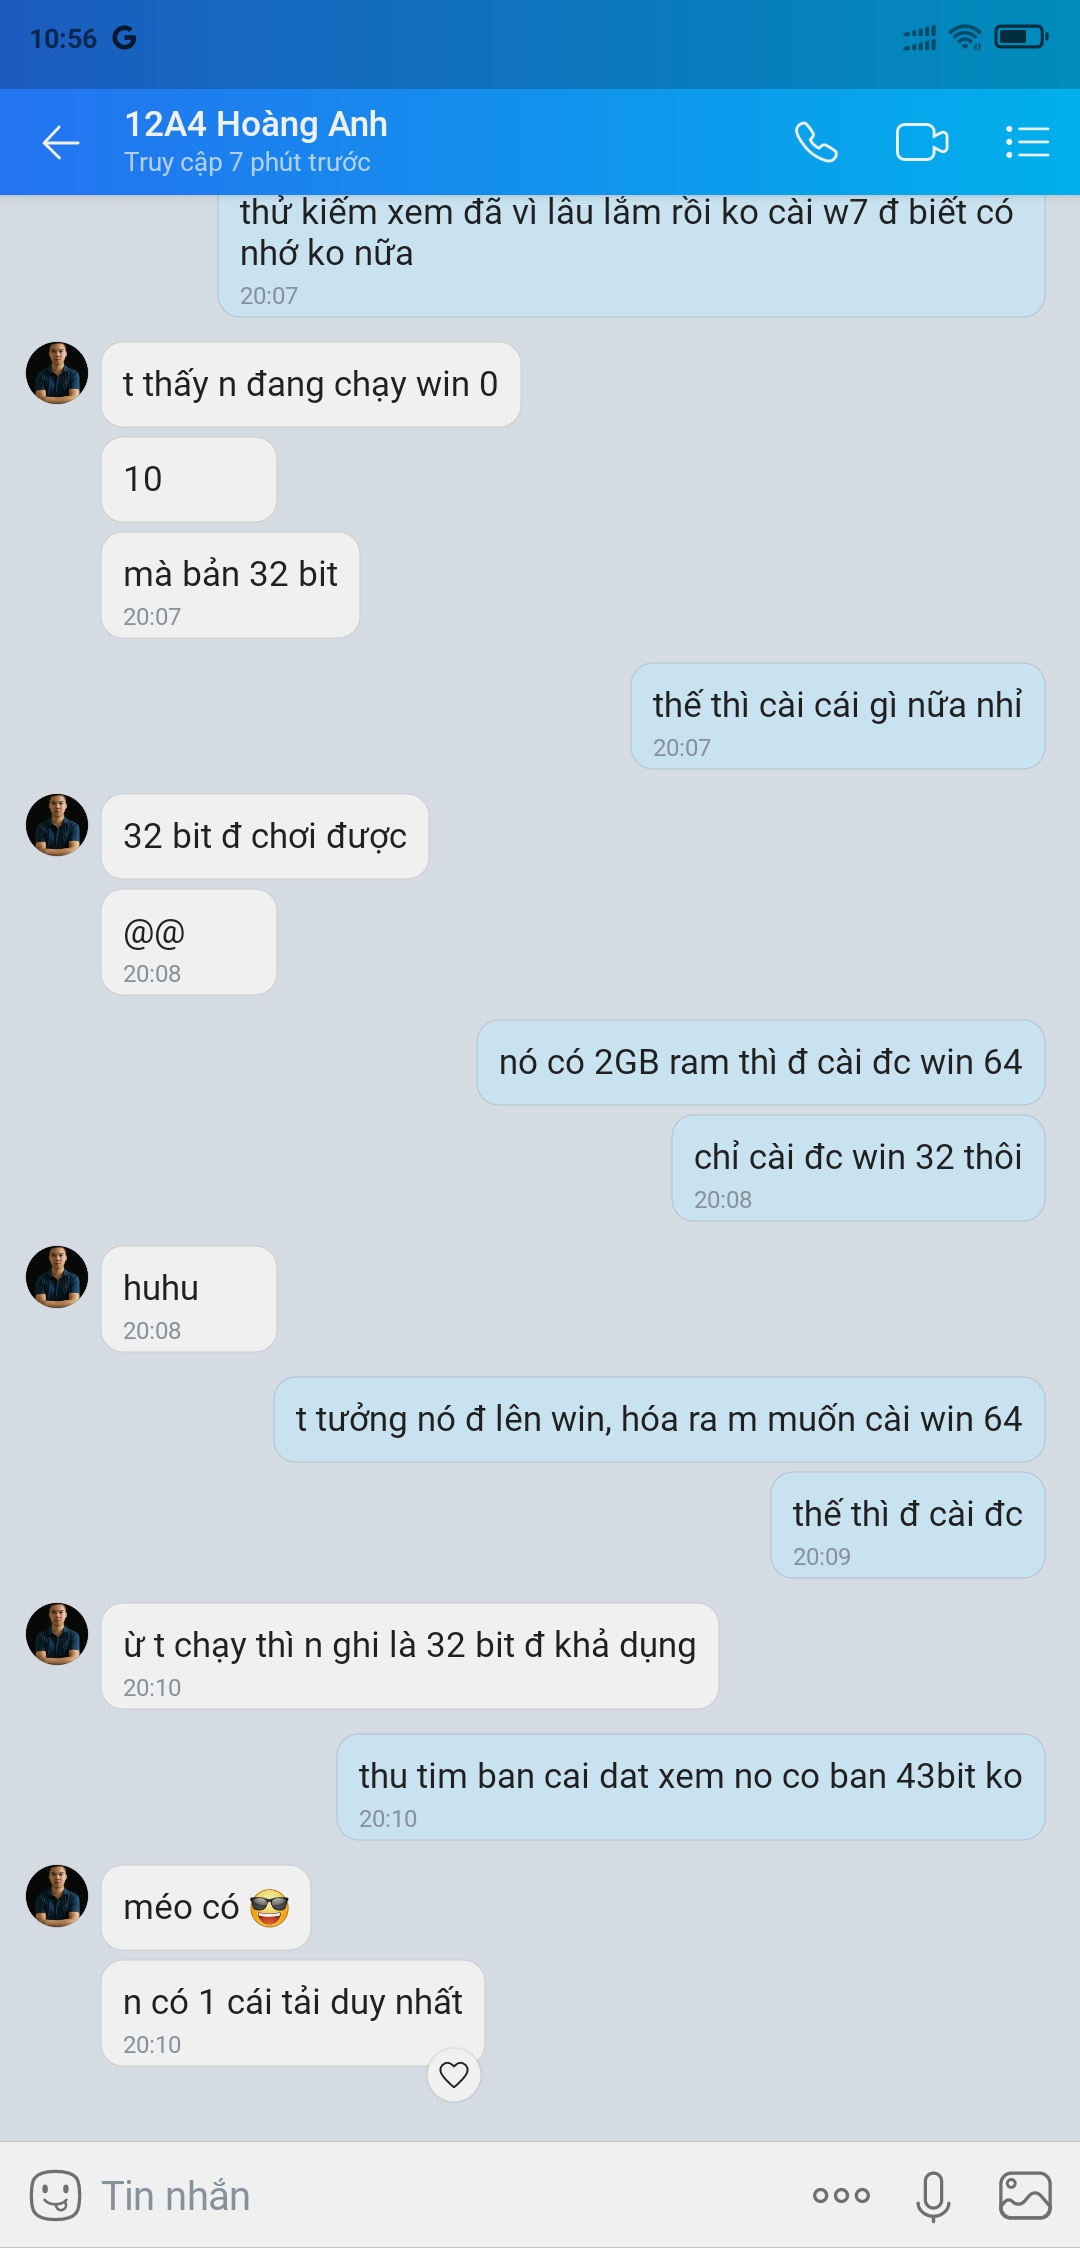 10:56 G
12A4 Hoàng Anh
Truy cập 7 phút trước
thử kiếm xem đã vì lâu lắm rồi ko cài w7 đ biết có
nhớ ko nữa
20:07
t thấy n đang chạy win 0
10
mà bản 32 bit
20:07
thế thì cài cái gì nữa nhỉ
20:07
32 bit đ chơi được
@@
20:08
nó có 2GB ram thì đ cài đc win 64
chỉ cài đc win 32 thôi
20:08
huhu
20:08
t tưởng nó đ lên win, hóa ra m muốn cài win 64
thế thì đ cài đc
20:09
ừ t chạy thì n ghi là 32 bit đ khả dụng
20:10
thu tim ban cai dat xem no co ban 43bit ko
20:10
méo có 😎
n có 1 cái tải duy nhất
20:10
Tin nhắn